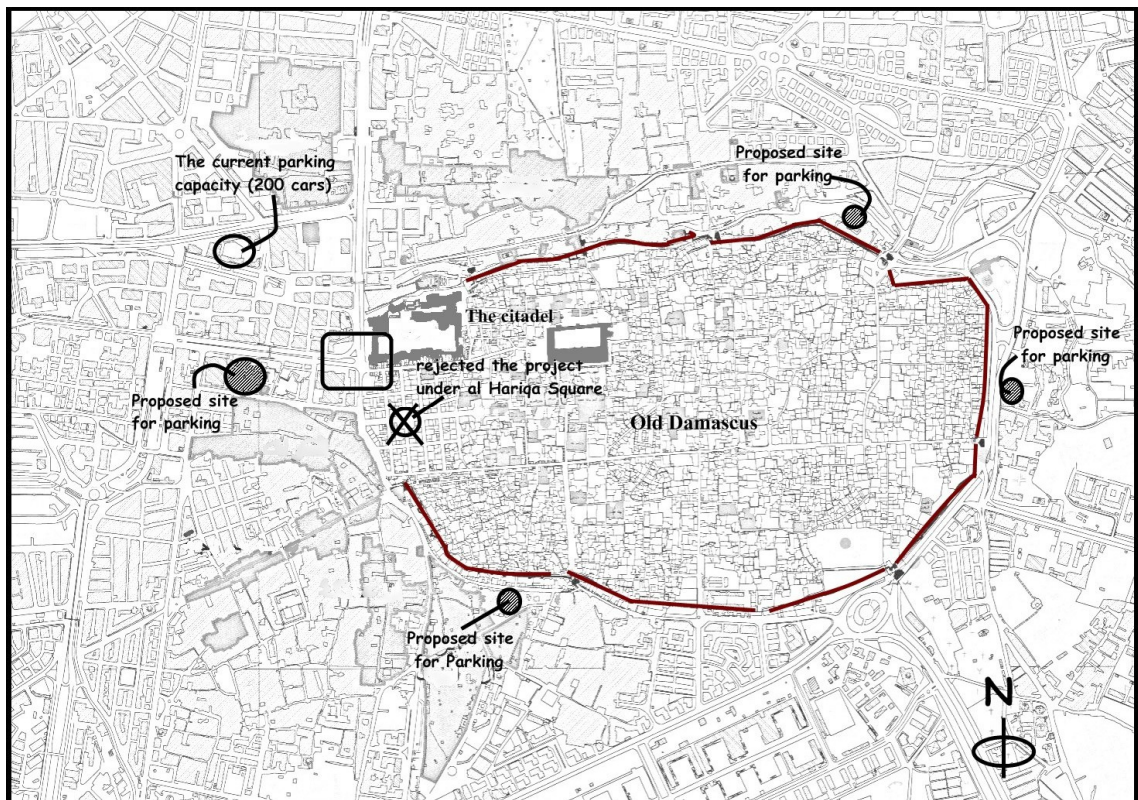 Proposed site
for parking
The current parking
capacity (200 cars)
The citadel
Proposed site
for parking
rejected the project
under al Hariqa Square
Proposed site
for parking
Old Damascus
Proposed site
for Parking
N